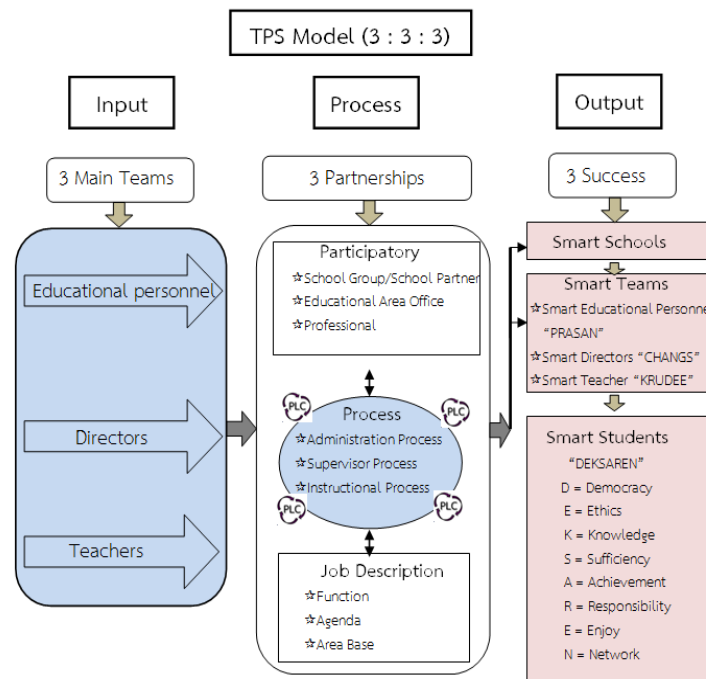 TPS Model (3 : 3 : 3)
Input
Process
Output
3 Main Teams
3 Partnerships
3 Success
Educational personnel
Directors
Teachers
Participatory
☆School Group/School Partner
☆Educational Area Office
☆Professional
PLC
PLC
Process
☆Administration Process
☆Supervisor Process
☆Instructional Process
PLC
PLC
Job Description
☆Function
☆Agenda
☆Area Base
Smart Schools
Smart Teams
☆Smart Educational Personne
"PRASAN"
☆Smart Directors "CHANGS"
☆Smart Teacher "KRUDEE"
Smart Students
"DEKSAREN"
D = Democracy
E = Ethics
K = Knowledge
S = Sufficiency
A = Achievement
R = Responsibility
E = Enjoy
N = Network